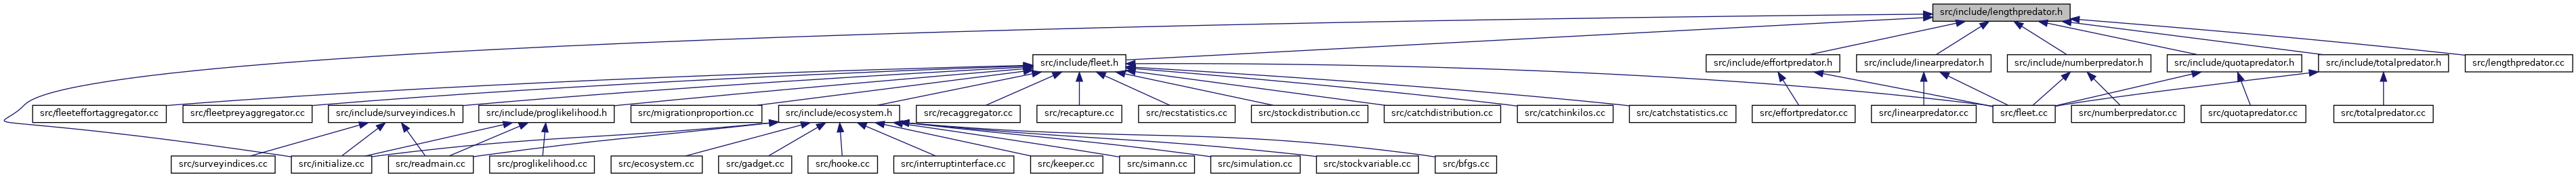 src/include/lengthpredator.h
src/include/fleet.h
src/include/effortpredator.h
src/include/linearpredator.h
src/include/numberpredator.h
src/include/quotapredator.h
src/include/totalpredator.h
src/lengthpredator.cc
src/fleeteffortaggregator.cc
src/fleetpreyaggregator.cc
src/include/surveyindices.h
src/include/proglikelihood.h
src/migrationproportion.cc
src/include/ecosystem.h
src/recaggregator.cc
src/recapture.cc
src/recstatistics.cc
src/stockdistribution.cc
src/catchdistribution.cc
src/catchinkilos.cc
src/catchstatistics.cc
src/effortpredator.cc
src/linearpredator.cc
src/fleet.cc
src/numberpredator.cc
src/quotapredator.cc
src/totalpredator.cc
src/surveyindices.cc
src/initialize.cc
src/readmain.cc
src/proglikelihood.cc
src/ecosystem.cc
src/gadget.cc
src/hooke.cc
src/interruptinterface.cc
src/keeper.cc
src/simann.cc
src/simulation.cc
src/stockvariable.cc
src/bfgs.cc